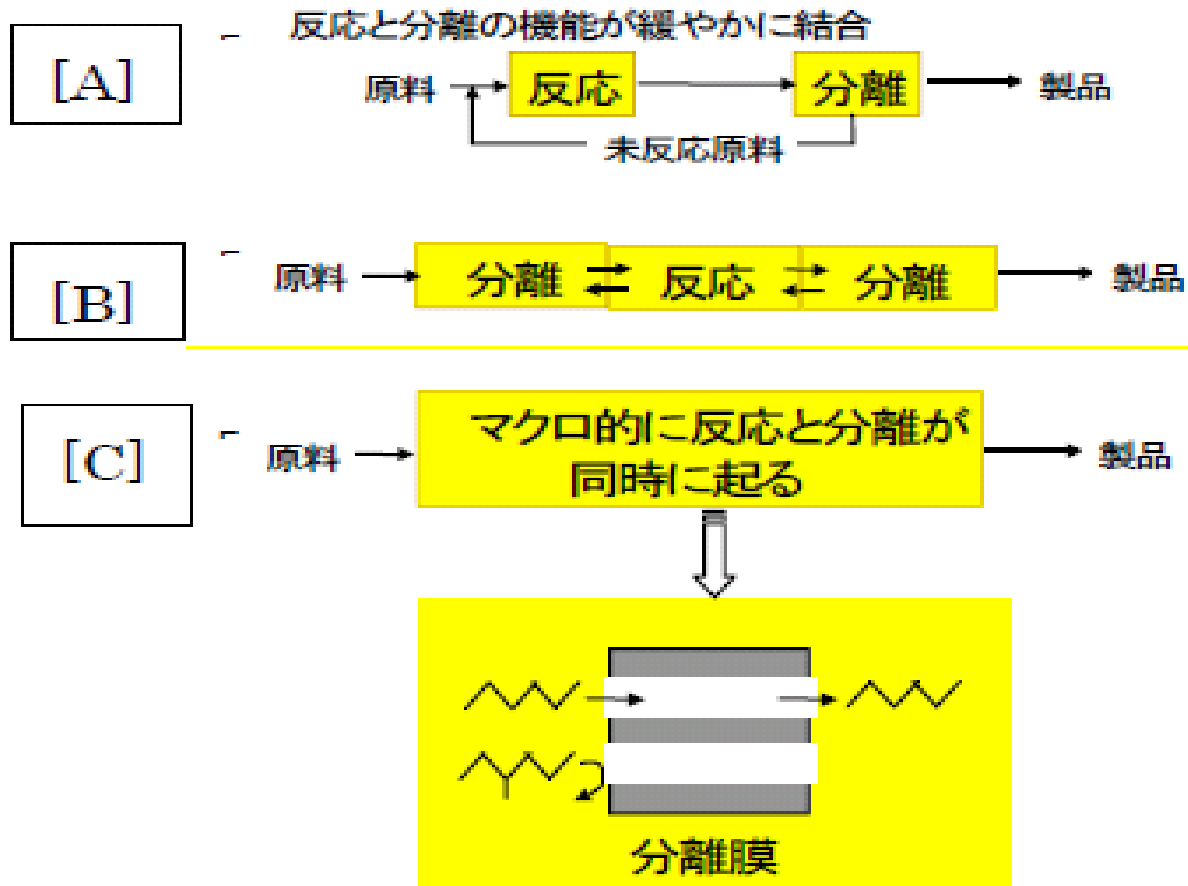 反応と分離の機能が緩やかに結合
[A]
原料 反応 分離 製品
未反応原料
[B]
原料 分離 反応 分離 製品
[C]
原料 マクロ的に反応と分離が 製品
同時に起る
分離膜